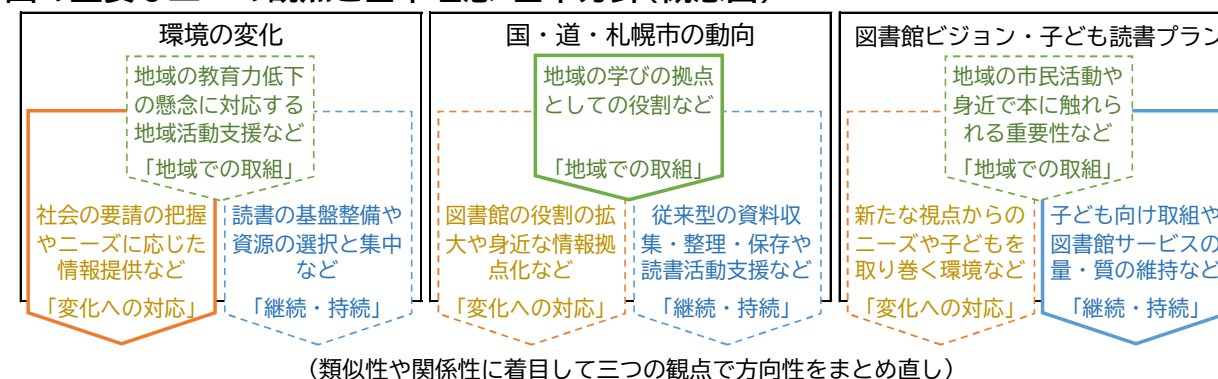 環境の変化
地域の教育力低下
の懸念に対応する
地域活動支援など
「地域での取組」
社会の要請の把握
やニーズに応じた
情報提供など
「変化への対応」
読書の基盤整備や
資源の選択と集中
など
「継続・持続」
国・道・札幌市の動向
地域の学びの拠点
としての役割など
「地域での取組」
図書館の役割の拡
大や身近な情報拠
点化など
「変化への対応」
従来型の資料収
集・整理・保存や
読書活動支援など
「継続・持続」
図書館ビジョン・子ども読書プラン
地域の市民活動や
身近で本に触れら
れる重要性など
「地域での取組」
新たな視点からの
ニーズや子どもを
取り巻く環境など
「変化への対応」
子ども向け取組や
図書館サービスの
量・質の維持など
「継続・持続」
（類似性や関係性に着目して三つの観点で方向性をまとめ直し）